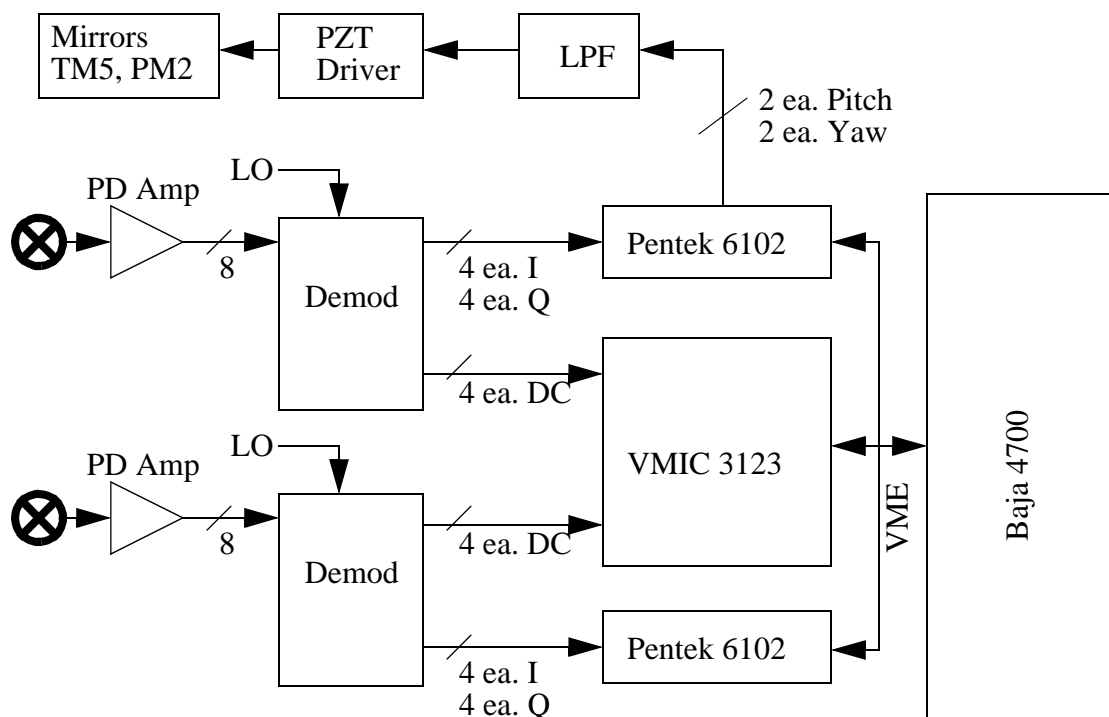 Mirrors
TM5, PM2
PZT
Driver
LPF
2 ea. Pitch
2 ea. Yaw
LO
PD Amp
8
Demod
4 ea. I
4 ea. Q
Pentek 6102
4 ea. DC
VMIC 3123
VME
Baja 4700
LO
PD Amp
8
Demod
4 ea. DC
4 ea. I
4 ea. Q
Pentek 6102